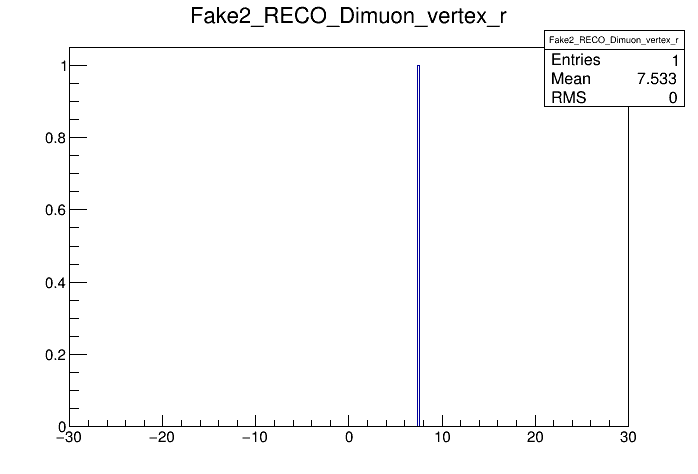 Fake2_RECO_Dimuon_vertex_r
Fake2_RECO_Dimuon_vertex_r
Entries 1
Mean 7.533
RMS 0
1
0.8
0.6
0.4
0.2
0
−30 −20 −10 0 10 20 30